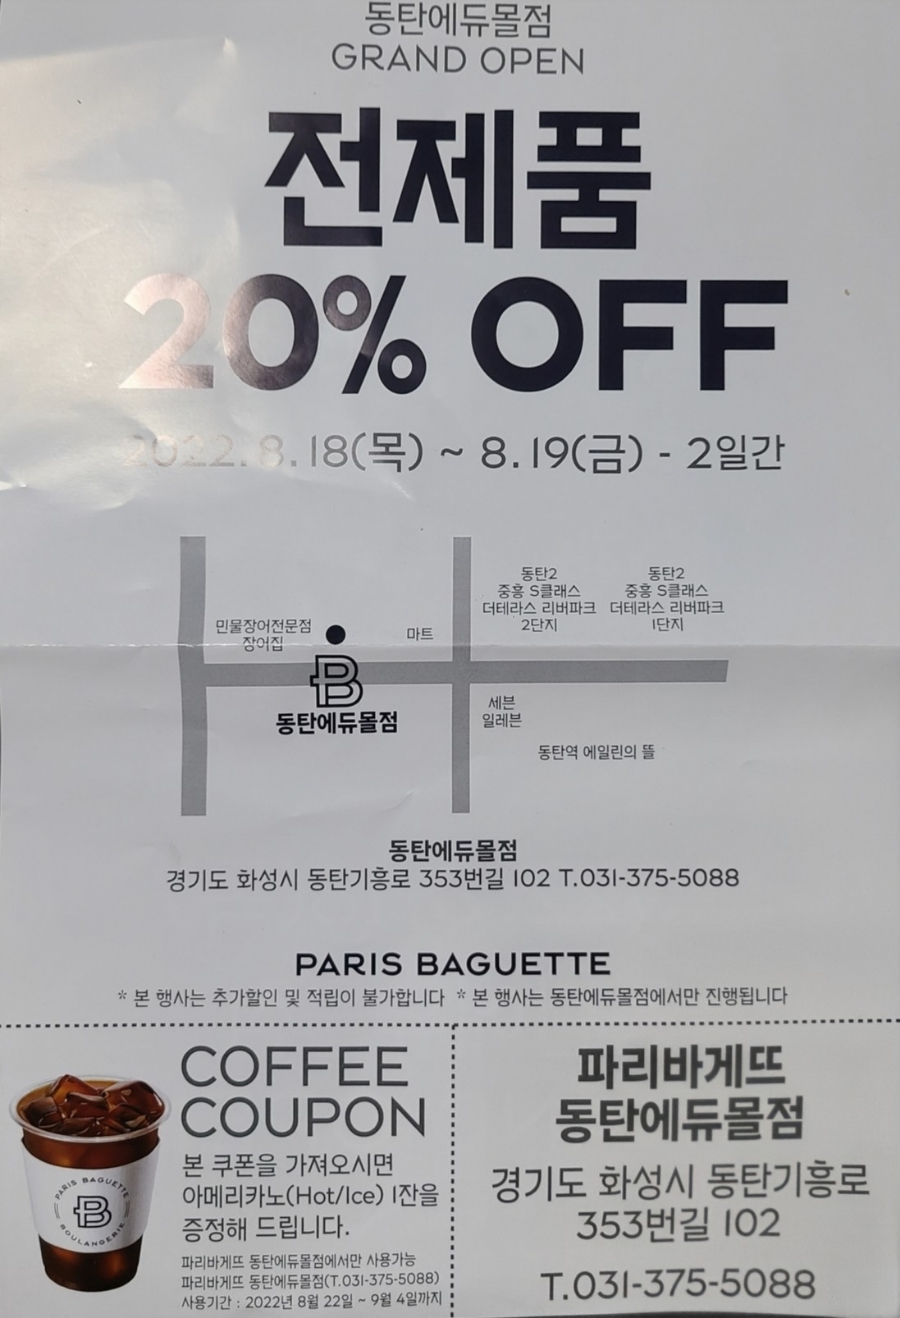 동탄에듀몰점
GRAND OPEN
전제품
20% OFF
2022.8.18(목) ~ 8.19(금) - 2일간
민물장어전문점
장어집
마트
동탄2
중흥 S클래스
더테라스 리버파크
2단지
동탄2
중흥 S클래스
더테라스 리버파크
1단지
B
동탄에듀몰점
세븐
일레븐
동탄역 에일린의 뜰
동탄에듀몰점
경기도 화성시 동탄기흥로 353번길 102 T.031-375-5088
PARIS BAGUETTE
* 본 행사는 추가할인 및 적립이 불가합니다 * 본 행사는 동탄에듀몰점에서만 진행됩니다
COFFEE
COUPON
본 쿠폰을 가져오시면
아메리카노(Hot/Ice) 1잔을
증정해 드립니다.
파리바게뜨 동탄에듀몰점에서만 사용가능
파리바게뜨 동탄에듀몰점(T.031-375-5088)
사용기간 : 2022년 8월 22일 ~ 9월 4일까지
PARIS BAGUETTE
B
BOULANGERIE
파리바게뜨
동탄에듀몰점
경기도 화성시 동탄기흥로
353번길 102
T.031-375-5088